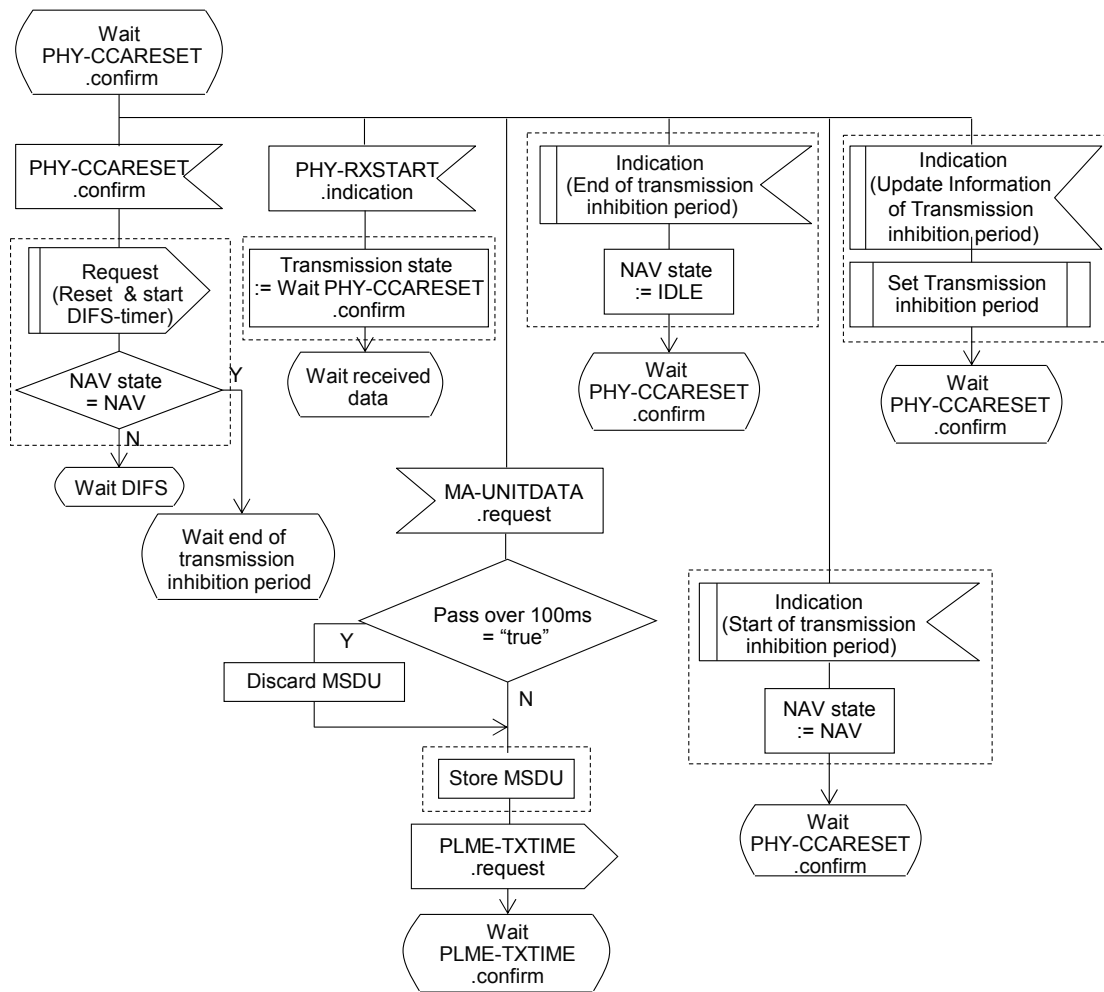 Wait
PHY-CCARESET
.confirm
PHY-CCARESET
.confirm
Request
(Reset & start
DIFS-timer)
NAV state
= NAV
Y
N
Wait DIFS
Wait end of
transmission
inhibition period
PHY-RXSTART
.indication
Transmission state
:= Wait PHY-CCARESET
.confirm
Wait received
data
MA-UNITDATA
.request
Pass over 100ms
= “true”
Y
Discard MSDU
N
Store MSDU
PLME-TXTIME
.request
Wait
PLME-TXTIME
.confirm
Indication
(End of transmission
inhibition period)
NAV state
:= IDLE
Wait
PHY-CCARESET
.confirm
Indication
(Start of transmission
inhibition period)
NAV state
:= NAV
Wait
PHY-CCARESET
.confirm
Indication
(Update Information
of Transmission
inhibition period)
Set Transmission
inhibition period
Wait
PHY-CCARESET
.confirm